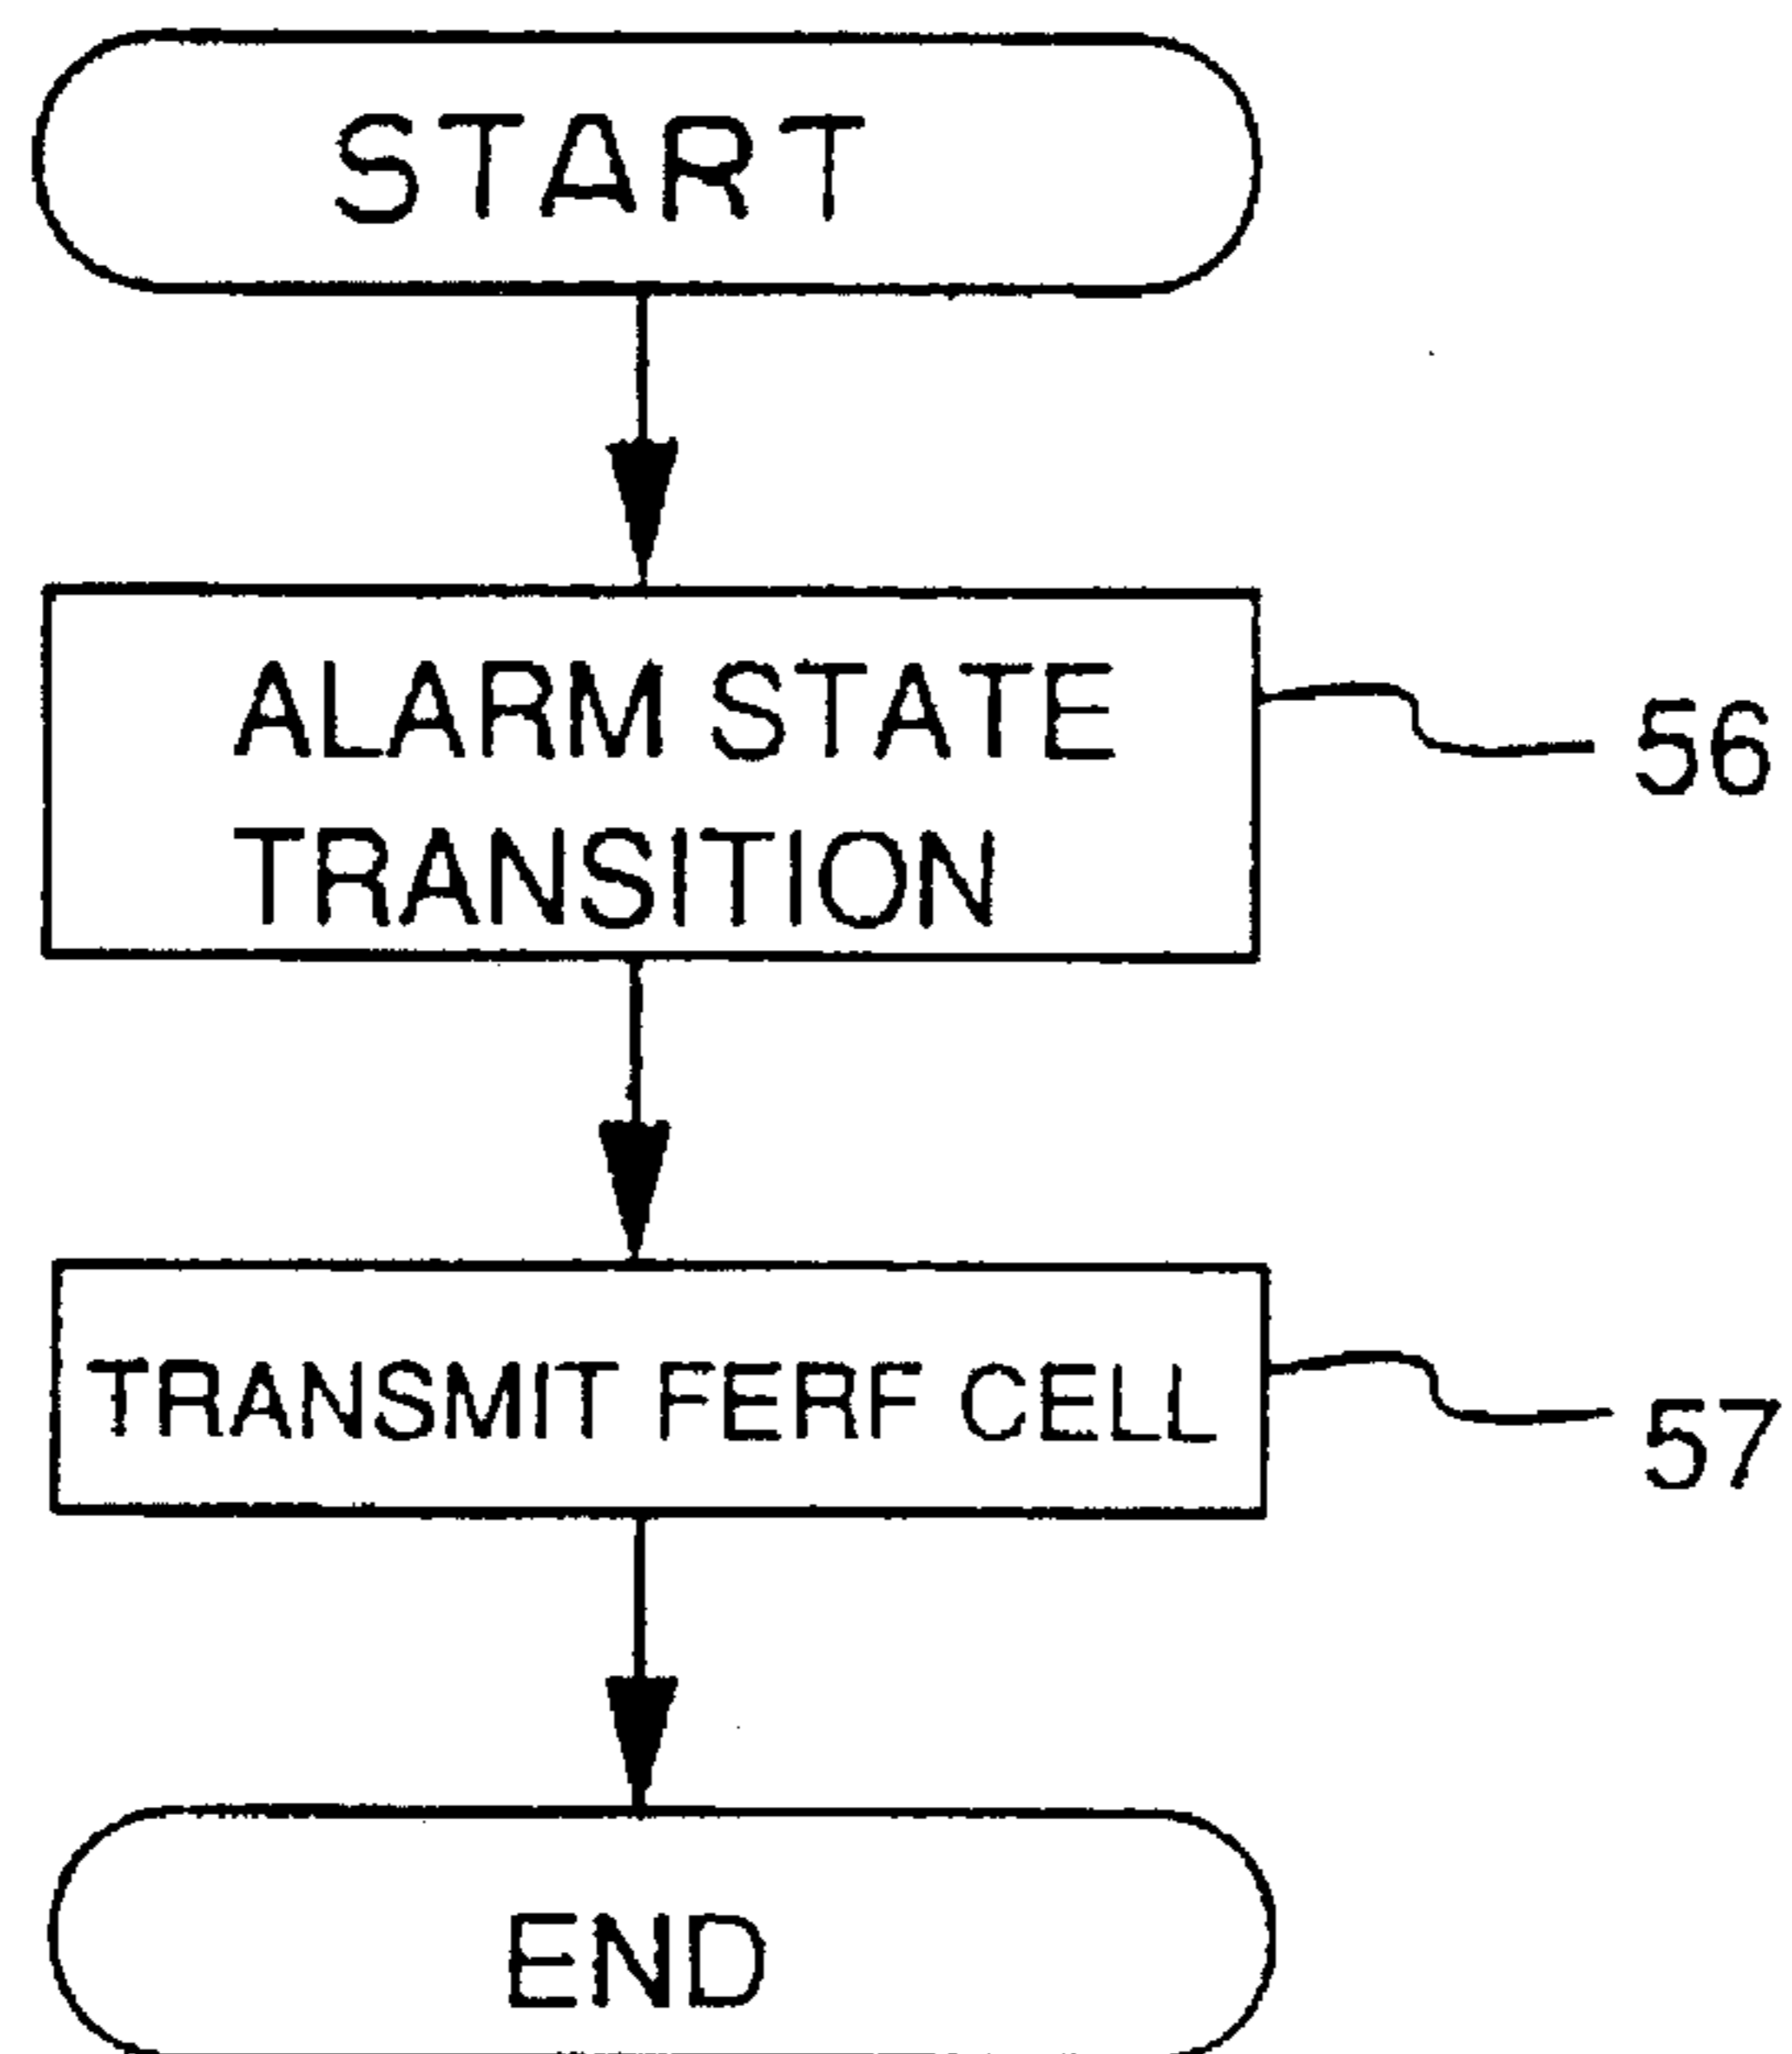 START
ALARM STATE
TRANSITION
56
TRANSMIT FERF CELL
57
END